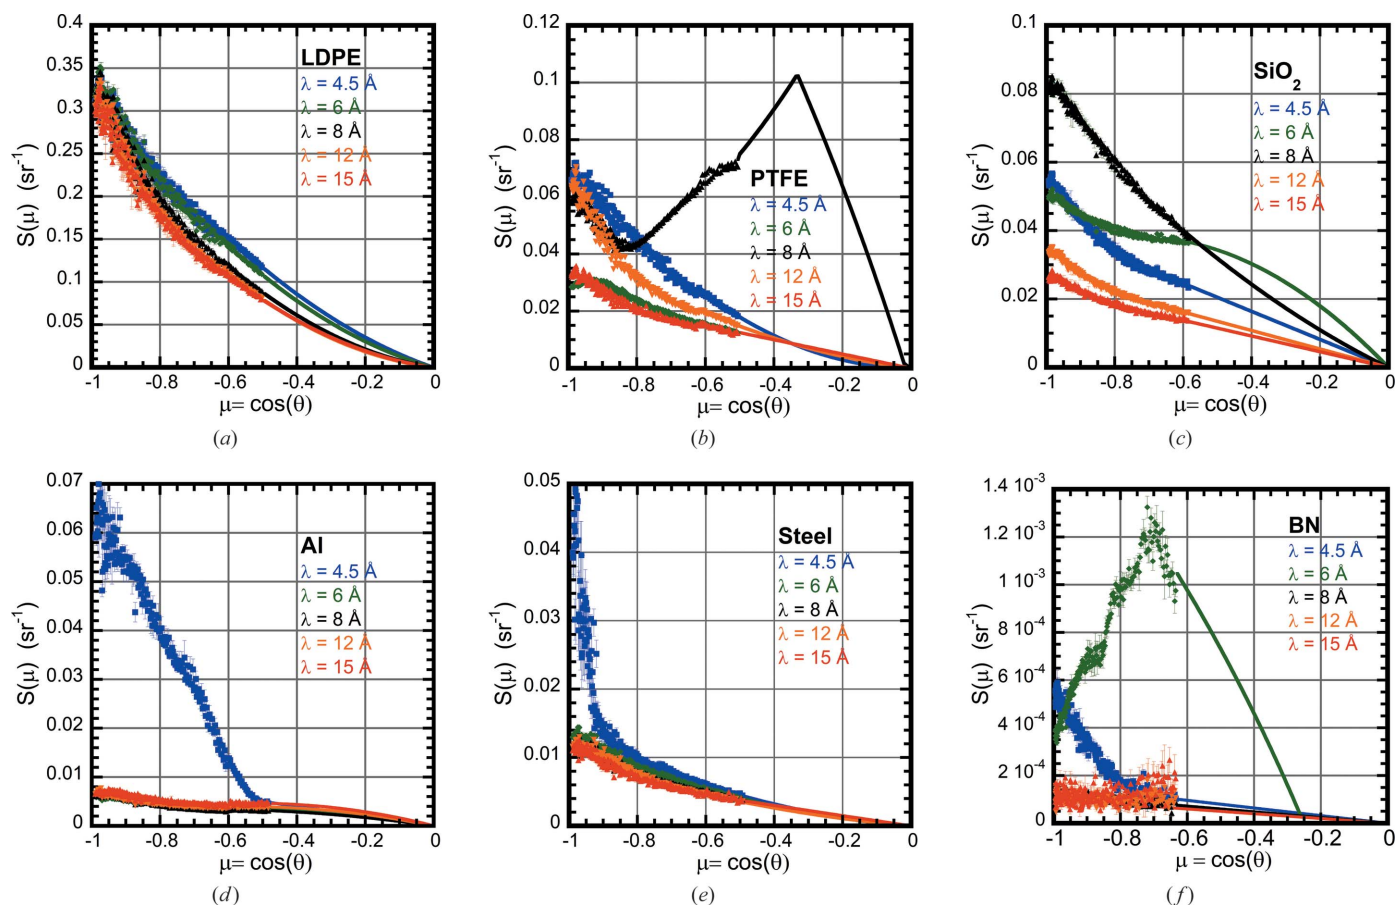 0.4
0.35
0.3
0.25
0.2
0.15
0.1
0.05
0
S(μ) (sr⁻¹)
LDPE
λ = 4.5 Å
λ = 6 Å
λ = 8 Å
λ = 12 Å
λ = 15 Å
-1 -0.8 -0.6 -0.4 -0.2 0
μ= cos(θ)
(a)
0.12
0.1
0.08
0.06
0.04
0.02
0
S(μ) (sr⁻¹)
PTFE
λ = 4.5 Å
λ = 6 Å
λ = 8 Å
λ = 12 Å
λ = 15 Å
-1 -0.8 -0.6 -0.4 -0.2 0
μ= cos(θ)
(b)
0.1
0.08
0.06
0.04
0.02
0
S(μ) (sr⁻¹)
SiO₂
λ = 4.5 Å
λ = 6 Å
λ = 8 Å
λ = 12 Å
λ = 15 Å
-1 -0.8 -0.6 -0.4 -0.2 0
μ= cos(θ)
(c)
0.07
0.06
0.05
0.04
0.03
0.02
0.01
0
S(μ) (sr⁻¹)
Al
λ = 4.5 Å
λ = 6 Å
λ = 8 Å
λ = 12 Å
λ = 15 Å
-1 -0.8 -0.6 -0.4 -0.2 0
μ= cos(θ)
(d)
0.05
0.04
0.03
0.02
0.01
0
S(μ) (sr⁻¹)
Steel
λ = 4.5 Å
λ = 6 Å
λ = 8 Å
λ = 12 Å
λ = 15 Å
-1 -0.8 -0.6 -0.4 -0.2 0
μ= cos(θ)
(e)
1.4 10⁻³
1.2 10⁻³
1 10⁻³
8 10⁻⁴
6 10⁻⁴
4 10⁻⁴
2 10⁻⁴
0
S(μ) (sr⁻¹)
BN
λ = 4.5 Å
λ = 6 Å
λ = 8 Å
λ = 12 Å
λ = 15 Å
-1 -0.8 -0.6 -0.4 -0.2 0
μ= cos(θ)
(f)